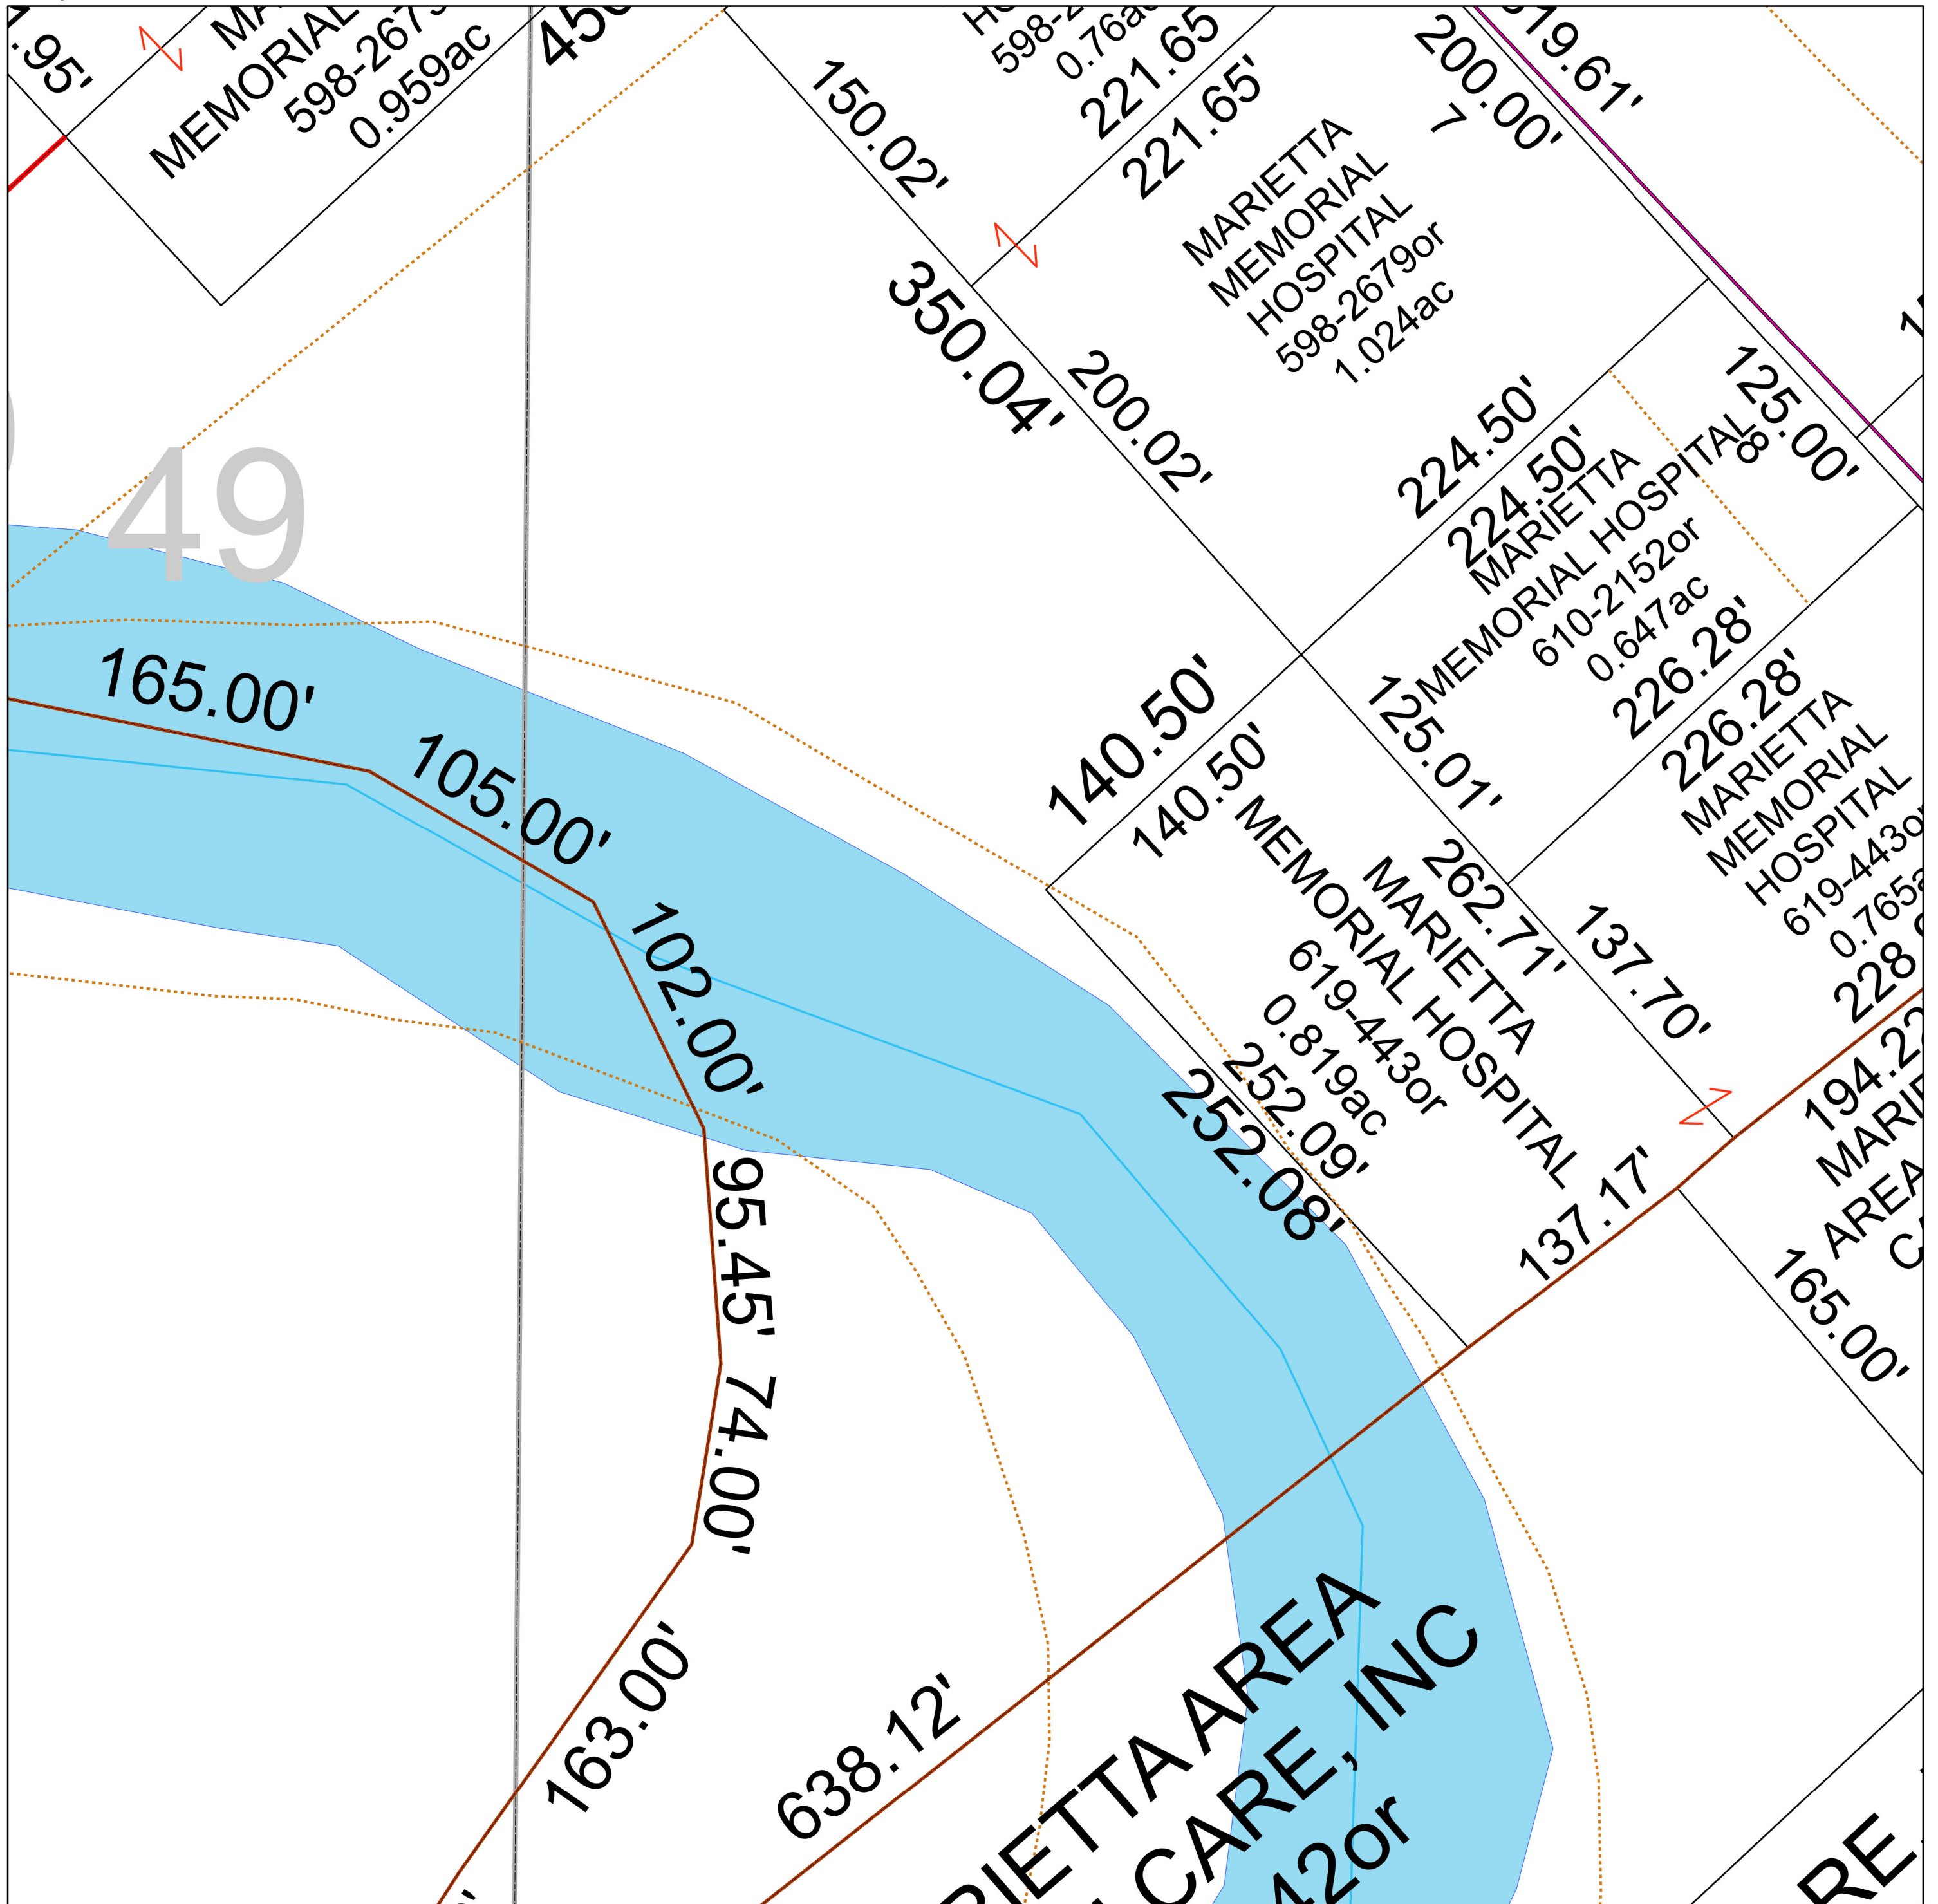 .95'
MEMORIAL
0.959ac
150.02'
0.76ac
221.65'
221.65'
200.00'
7
MARIETTA
MEMORIAL
HOSPITAL
598-2679or
1.024ac
350.04'
200.02'
224.50'
125.00'
49
224.50'
MARIETTA
MEMORIAL HOSPITAL
8
610-2152or
0.647ac
226.28'
125.01'
165.00'
105.00'
102.00'
95.45'
74.00'
163.00'
638.12'
140.50'
140.50'
226.28'
MARIETTA
MEMORIAL
HOSPITAL
262.71'
137.70'
MARIETTA
MEMORIAL HOSPITAL
619-443or
0.819ac
252.09'
252.08'
137.17'
AREA
165.00'
AREA
CARE, INC